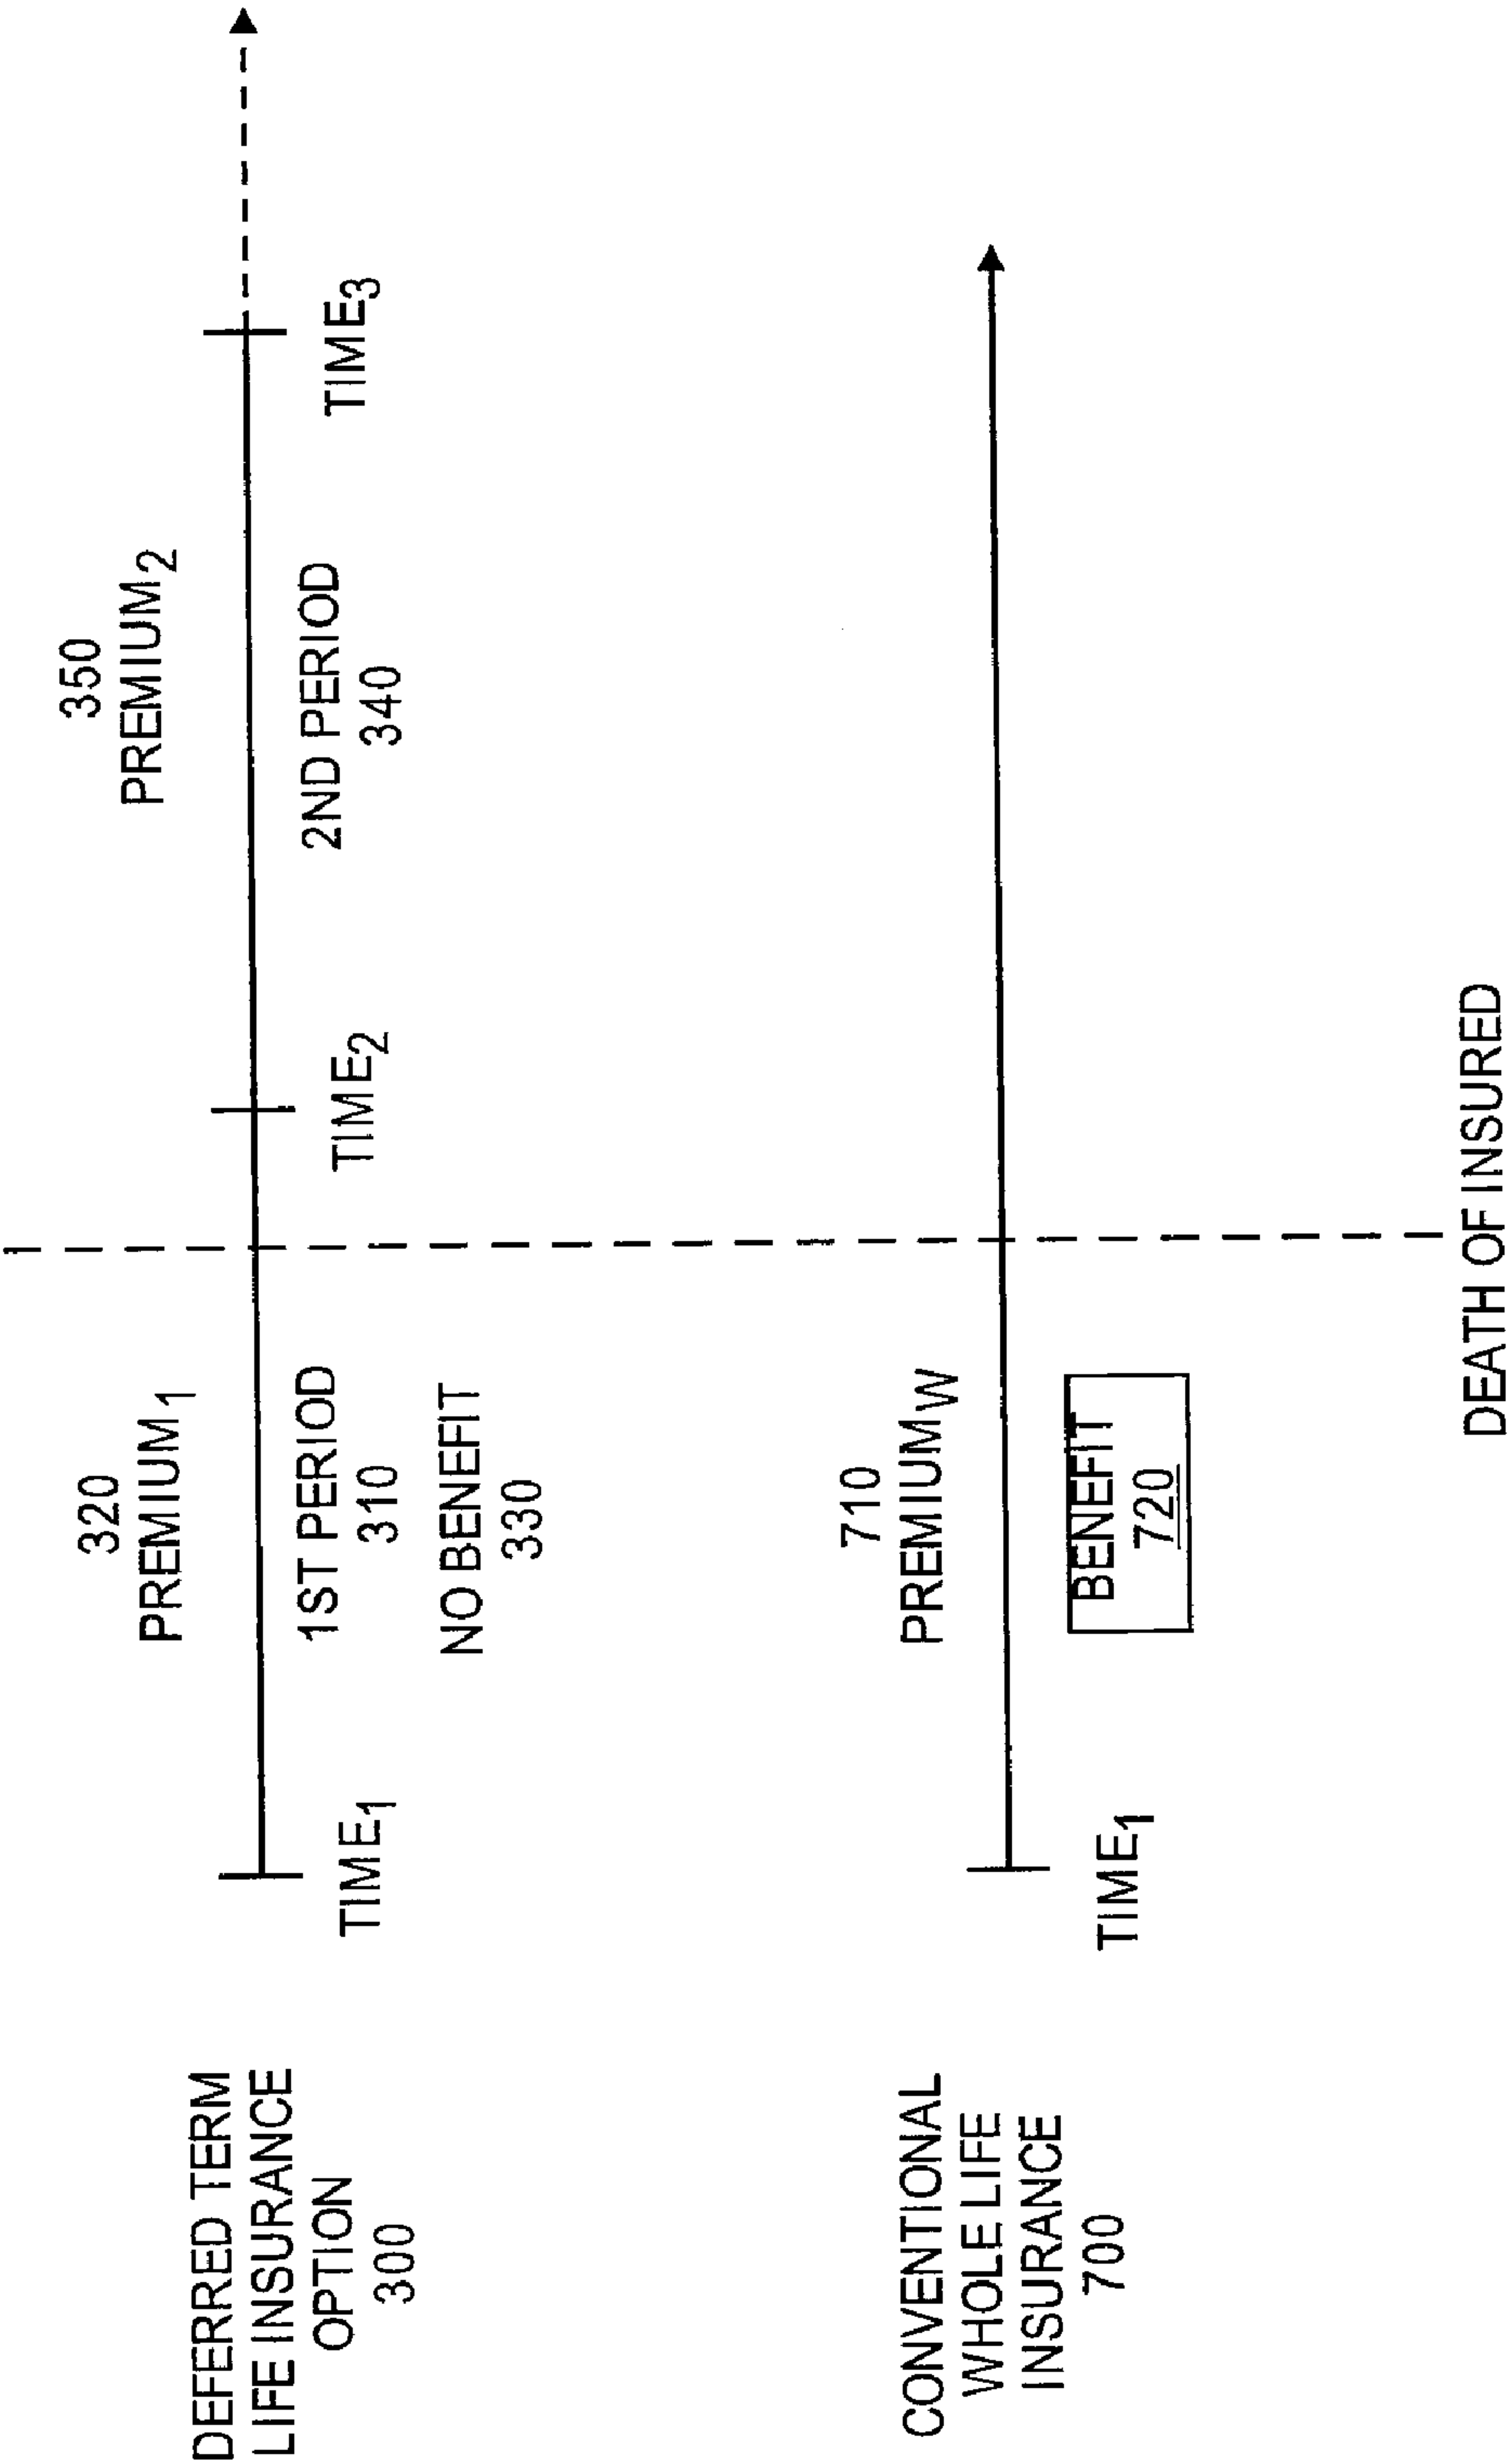 DEFERRED TERM
LIFE INSURANCE
OPTION
300
320
PREMIUM1
350
PREMIUM2
TIME1
1ST PERIOD
310
NO BENEFIT
330
TIME2
2ND PERIOD
340
TIME3
CONVENTIONAL
WHOLE LIFE
INSURANCE
700
710
PREMIUMW
TIME1
BENEFIT
720
DEATH OF INSURED